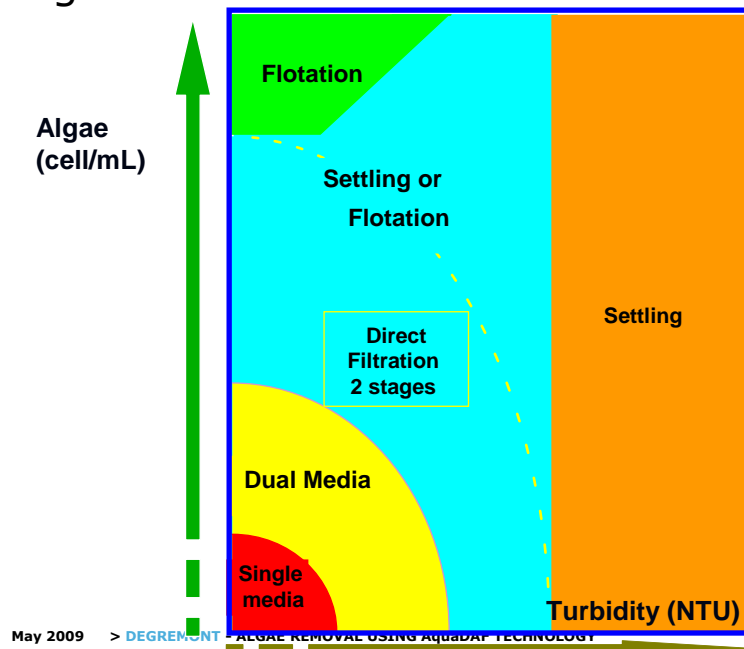 Flotation
Algae
(cell/mL)
Settling or
Flotation
Settling
Direct
Filtration
2 stages
Dual Media
Single
media
Turbidity (NTU)
May 2009 > DEGREMONT - ALGAE REMOVAL USING AquaDAF TECHNOLOGY